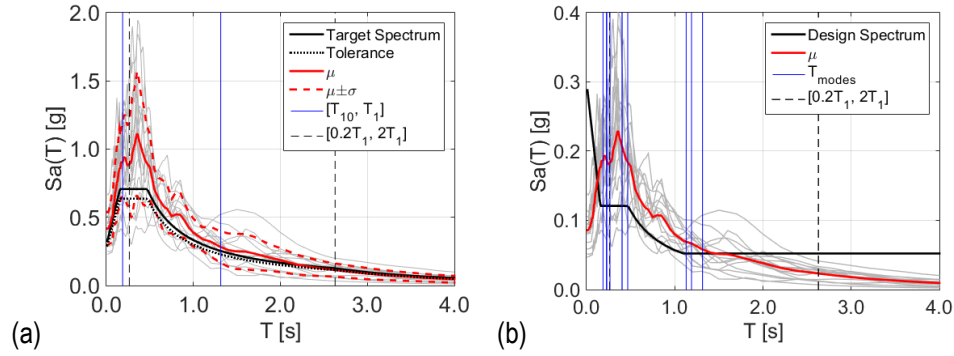 2.0
1.5
1.0
0.5
0.0
Sa(T) [g]
Target Spectrum
Tolerance
μ
μ±σ
[T10, T1]
[0.2T1, 2T1]
0.0 1.0 2.0 3.0 4.0
T [s]
(a)
0.4
0.3
0.2
0.1
0.0
Sa(T) [g]
Design Spectrum
μ
Tmodes
[0.2T1, 2T1]
0.0 1.0 2.0 3.0 4.0
T [s]
(b)